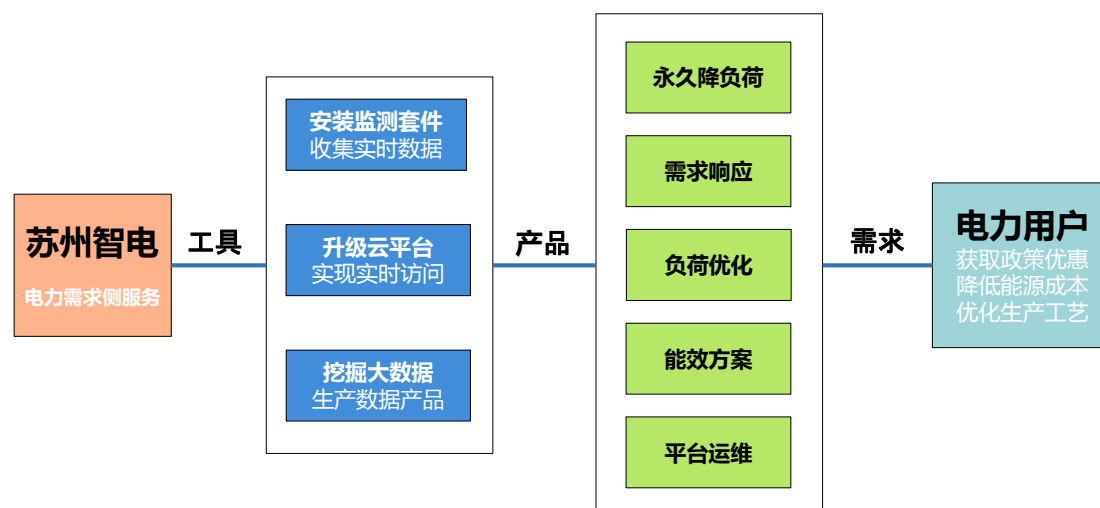 苏州智电
电力需求侧服务
工具
安装监测套件
收集实时数据
升级云平台
实现实时访问
挖掘大数据
生产数据产品
产品
永久降负荷
需求响应
负荷优化
能效方案
平台运维
需求
电力用户
获取政策优惠
降低能源成本
优化生产工艺